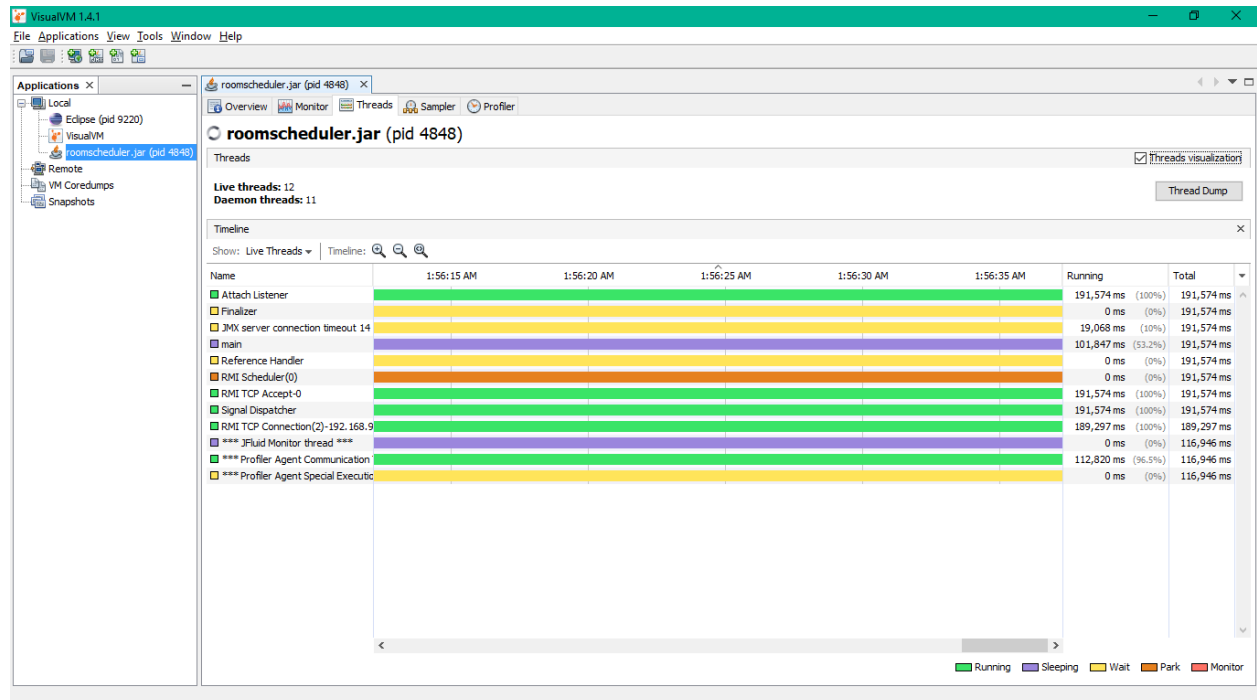 VisualVM 1.4.1
File Applications View Tools Window Help
Applications
Local
Eclipse (pid 9220)
VisualVM
roomscheduler.jar (pid 4848)
Remote
VM Coredumps
Snapshots
roomscheduler.jar (pid 4848)
Overview Monitor Threads Sampler Profiler
roomscheduler.jar (pid 4848)
Threads Threads visualization
Live threads: 12
Daemon threads: 11
Thread Dump
Timeline
Show: Live Threads Timeline:
Name 1:56:15 AM 1:56:20 AM 1:56:25 AM 1:56:30 AM 1:56:35 AM Running Total
Attach Listener 191,574 ms (100%) 191,574 ms
Finalizer 0 ms (0%) 191,574 ms
JMX server connection timeout 14 19,068 ms (10%) 191,574 ms
main 101,847 ms (53.2%) 191,574 ms
Reference Handler 0 ms (0%) 191,574 ms
RMI Scheduler(0) 0 ms (0%) 191,574 ms
RMI TCP Accept-0 191,574 ms (100%) 191,574 ms
Signal Dispatcher 191,574 ms (100%) 191,574 ms
RMI TCP Connection(2)-192.168.9 189,297 ms (100%) 189,297 ms
*** JFluid Monitor thread *** 0 ms (0%) 116,946 ms
*** Profiler Agent Communication 112,820 ms (96.5%) 116,946 ms
*** Profiler Agent Special Executio 0 ms (0%) 116,946 ms
Running Sleeping Wait Park Monitor